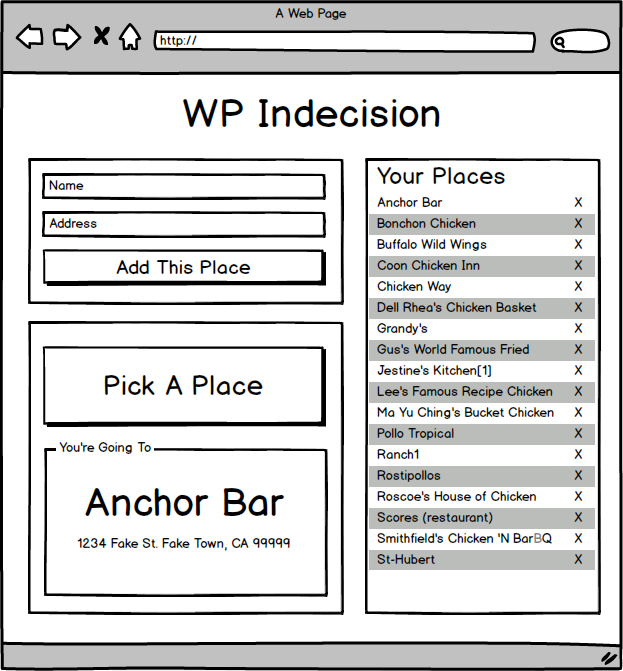 A Web Page
http://
WP Indecision
Name
Address
Add This Place
Pick A Place
You're Going To
Anchor Bar
1234 Fake St. Fake Town, CA 99999
Your Places
Anchor Bar X
Bonchon Chicken X
Buffalo Wild Wings X
Coon Chicken Inn X
Chicken Way X
Dell Rhea's Chicken Basket X
Grandy's X
Gus's World Famous Fried X
Jestine's Kitchen[1] X
Lee's Famous Recipe Chicken X
Ma Yu Ching's Bucket Chicken X
Pollo Tropical X
Ranch1 X
Rostipollos X
Roscoe's House of Chicken X
Scores (restaurant) X
Smithfield's Chicken 'N BarBQ X
St-Hubert X